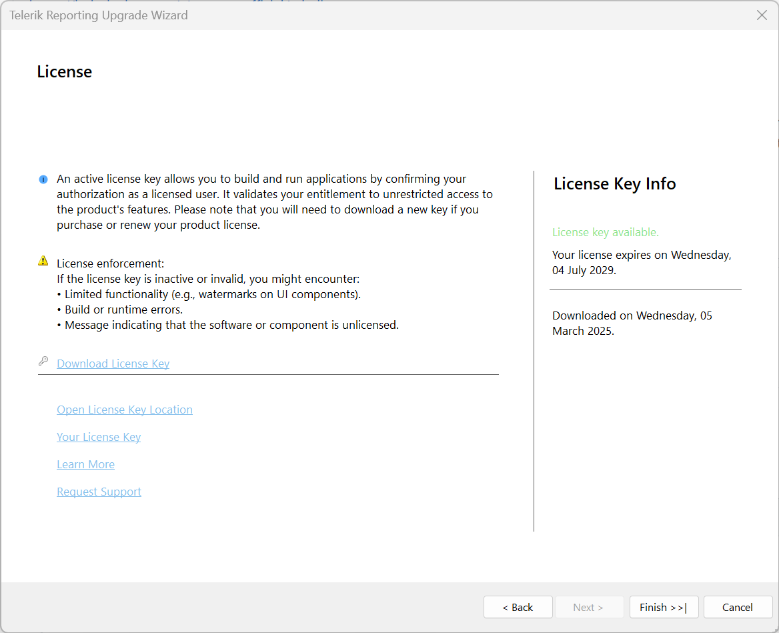 Telerik Reporting Upgrade Wizard
License
An active license key allows you to build and run applications by confirming your
authorization as a licensed user. It validates your entitlement to unrestricted access to
the product's features. Please note that you will need to download a new key if you
purchase or renew your product license.
License enforcement:
If the license key is inactive or invalid, you might encounter:
• Limited functionality (e.g., watermarks on UI components).
• Build or runtime errors.
• Message indicating that the software or component is unlicensed.
Download License Key
Open License Key Location
Your License Key
Learn More
Request Support
License Key Info
License key available.
Your license expires on Wednesday,
04 July 2029.
Downloaded on Wednesday, 05
March 2025.
< Back
Next >
Finish >>|
Cancel